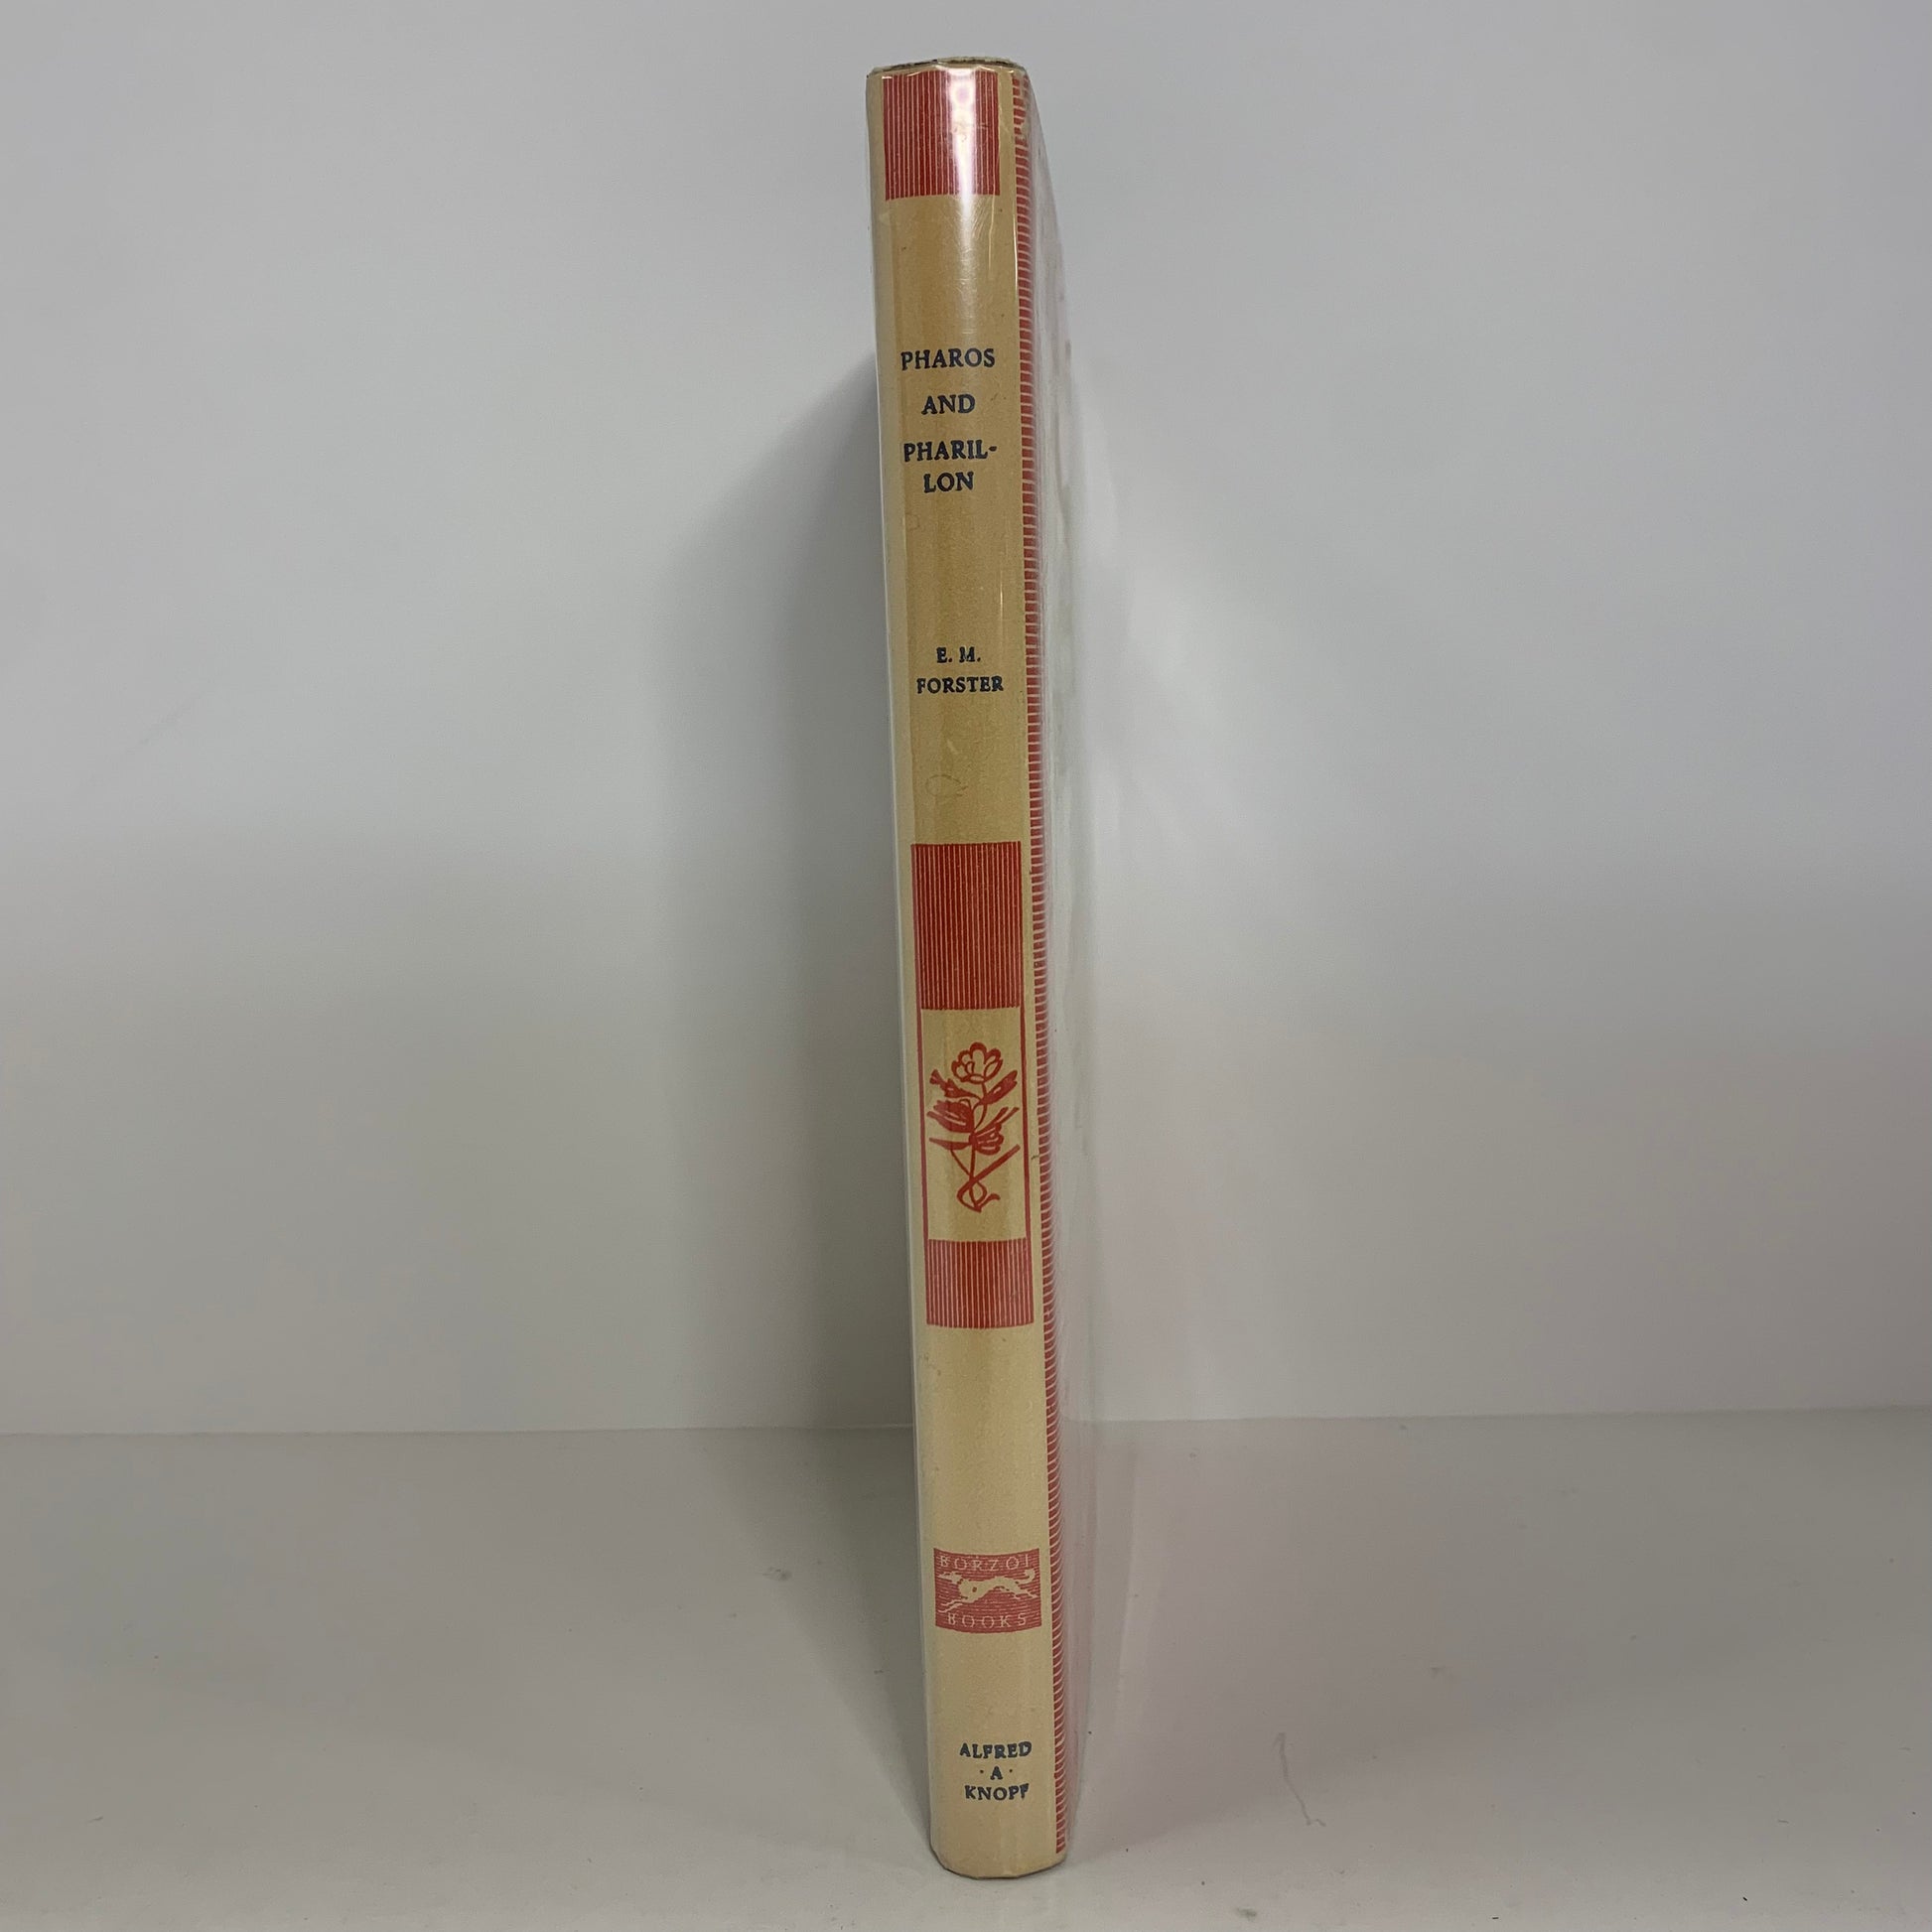 PHAROS
AND
PHARIL-
LON
E. M.
FORSTER
BORZOI
BOOKS
ALFRED
· A ·
KNOPF